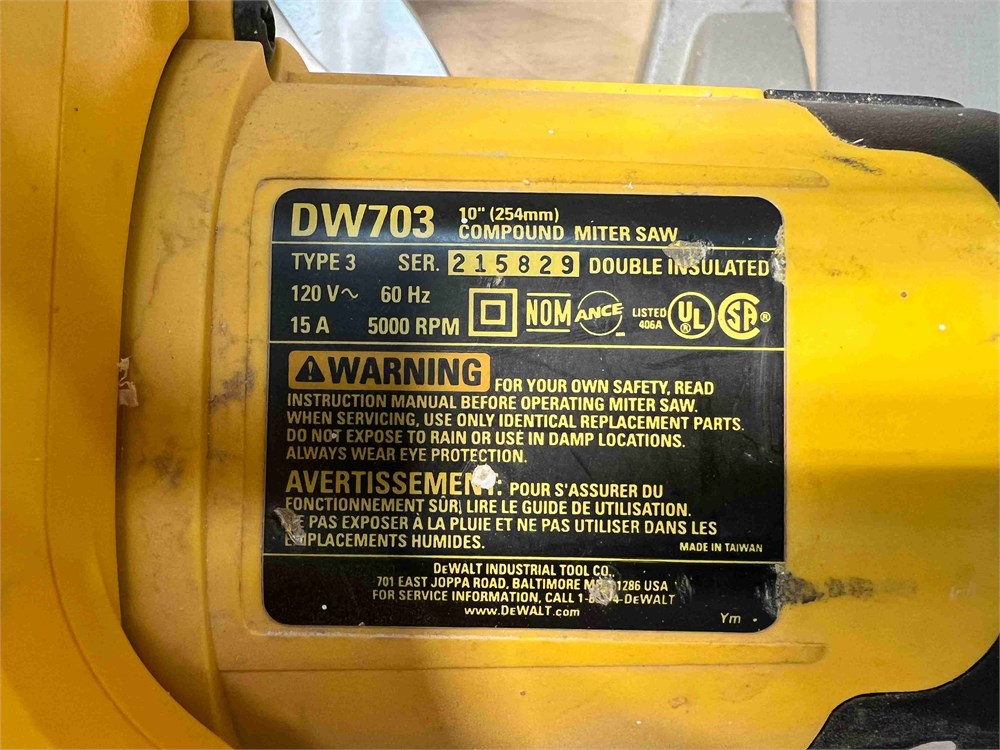 DW703 10" (254mm)
COMPOUND MITER SAW
TYPE 3 SER. 215829 DOUBLE INSULATED
120 V~ 60 Hz
15 A 5000 RPM
NOM ANCE LISTED 406A UL SA
WARNING FOR YOUR OWN SAFETY, READ
INSTRUCTION MANUAL BEFORE OPERATING MITER SAW.
WHEN SERVICING, USE ONLY IDENTICAL REPLACEMENT PARTS.
DO NOT EXPOSE TO RAIN OR USE IN DAMP LOCATIONS.
ALWAYS WEAR EYE PROTECTION.
AVERTISSEMENT: POUR S'ASSURER DU
FONCTIONNEMENT SÛR, LIRE LE GUIDE DE UTILISATION.
NE PAS EXPOSER À LA PLUIE ET NE PAS UTILISER DANS LES
EMPLACEMENTS HUMIDES.
MADE IN TAIWAN
DEWALT INDUSTRIAL TOOL CO.,
701 EAST JOPPA ROAD, BALTIMORE USA
FOR SERVICE INFORMATION, CALL DEWALT
www.DEWALT.com
Ym